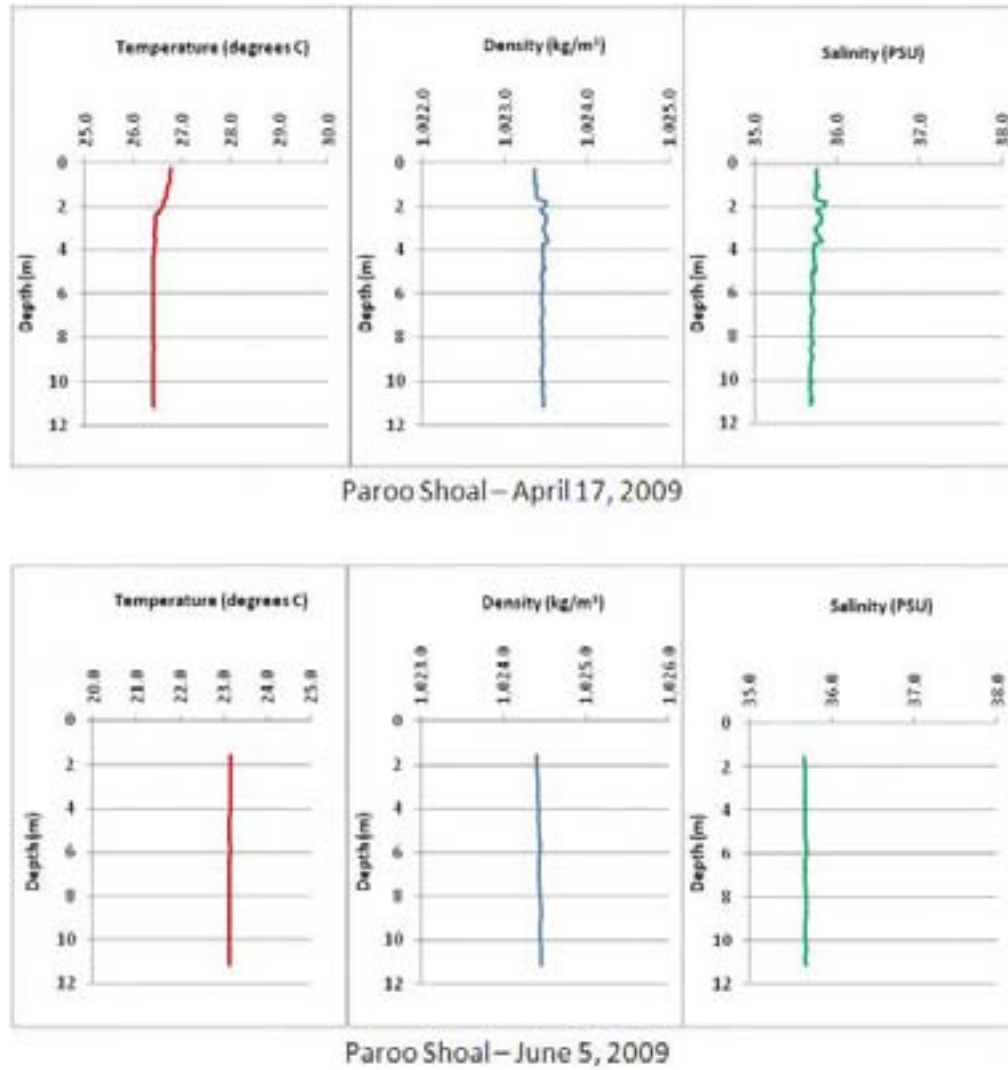 Temperature (degrees C)
25.0 26.0 27.0 28.0 29.0 30.0
Depth (m)
0
2
4
6
8
10
12
Density (kg/m³)
1,022.0 1,023.0 1,024.0 1,025.0
Depth (m)
0
2
4
6
8
10
12
Salinity (PSU)
35.0 36.0 37.0 38.0
Depth (m)
0
2
4
6
8
10
12
Paroo Shoal – April 17, 2009
Temperature (degrees C)
20.0 21.0 22.0 23.0 24.0 25.0
Depth (m)
0
2
4
6
8
10
12
Density (kg/m³)
1,023.0 1,024.0 1,025.0 1,026.0
Depth (m)
0
2
4
6
8
10
12
Salinity (PSU)
35.0 36.0 37.0 38.0
Depth (m)
0
2
4
6
8
10
12
Paroo Shoal – June 5, 2009